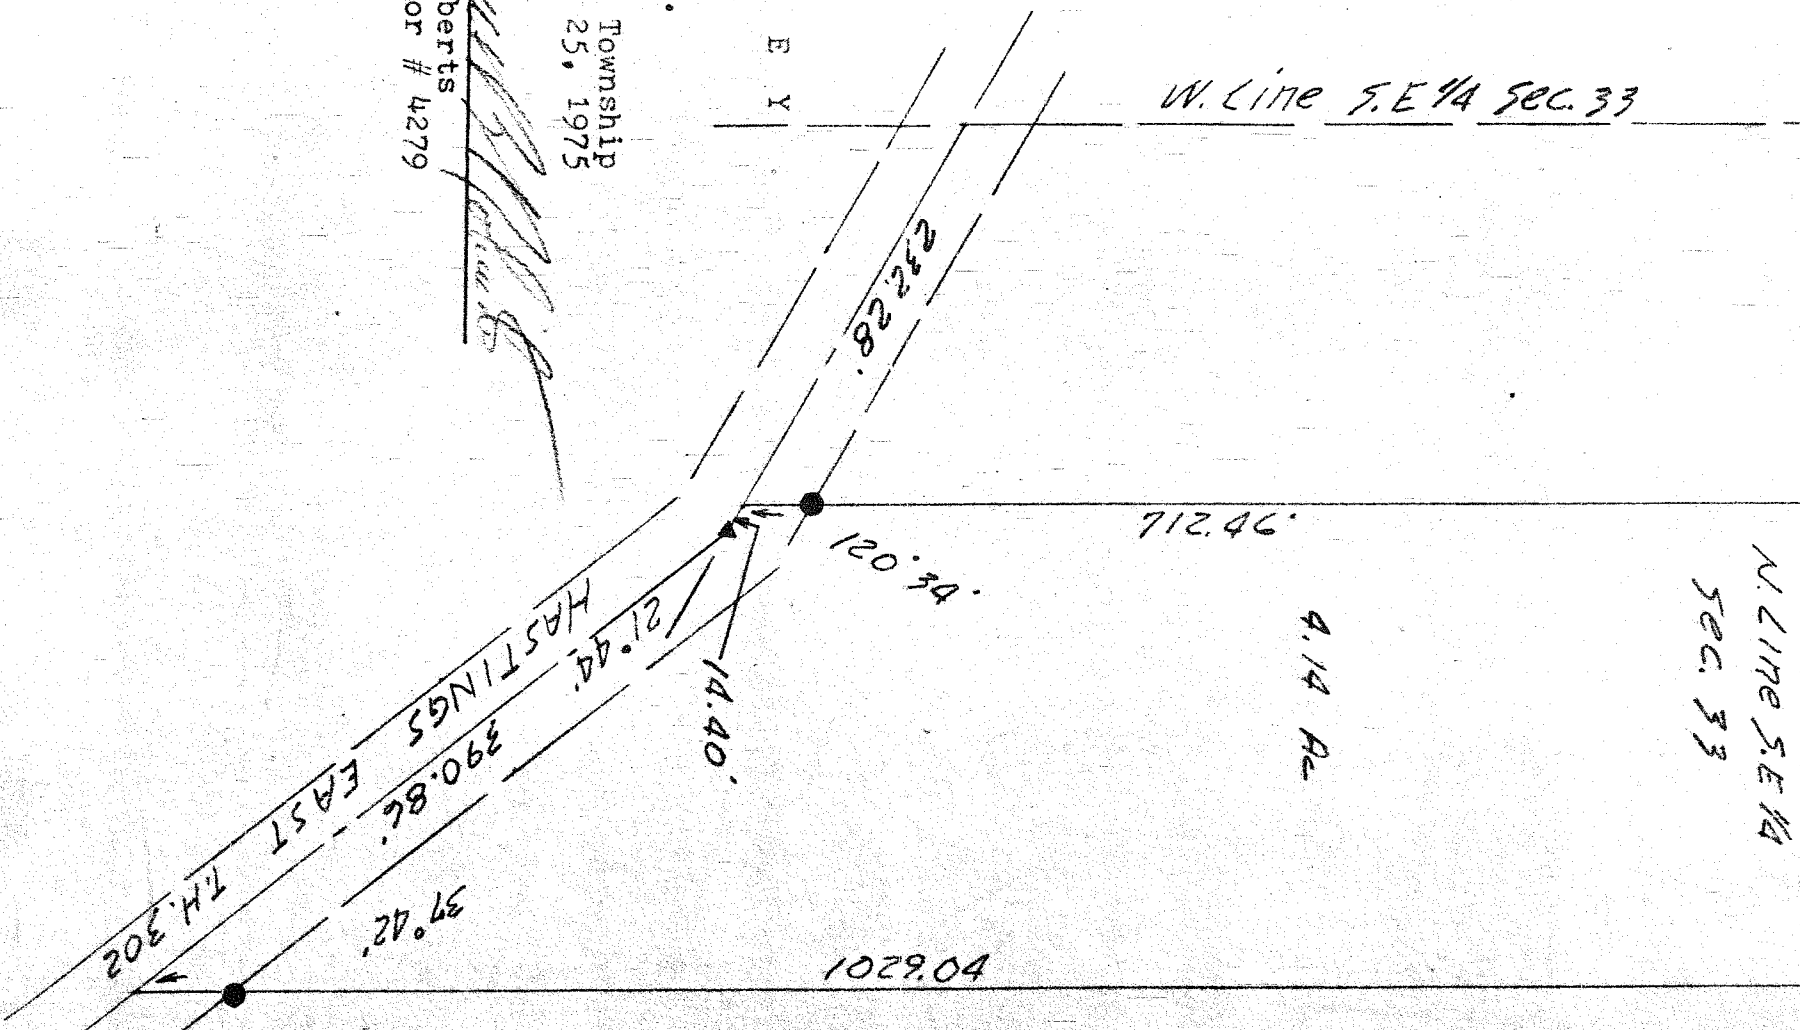 Township
25, 1975
berts
or # 4279
E Y
W. Line S.E 1/4 Sec. 33
232.28'
712.46'
120°34'
14.40'
21°44'
HASTINGS EAST T.H. 302
390.86'
37°42'
4.14 Ac
N. Line S.E 1/4
Sec. 33
1029.04